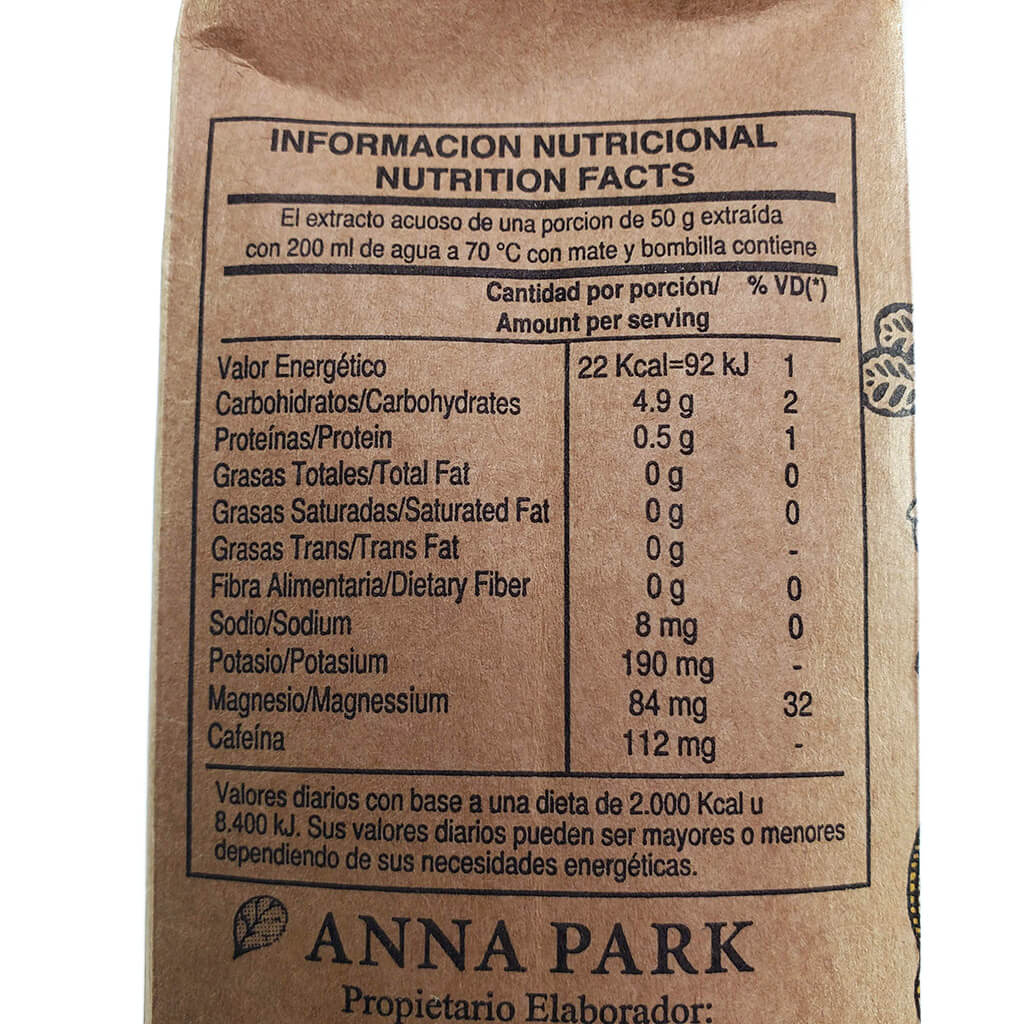 INFORMACION NUTRICIONAL
NUTRITION FACTS
El extracto acuoso de una porcion de 50 g extraída
con 200 ml de agua a 70 °C con mate y bombilla contiene
Cantidad por porción/ % VD(*)
Amount per serving
Valor Energético 22 Kcal=92 kJ 1
Carbohidratos/Carbohydrates 4.9 g 2
Proteínas/Protein 0.5 g 1
Grasas Totales/Total Fat 0 g 0
Grasas Saturadas/Saturated Fat 0 g 0
Grasas Trans/Trans Fat 0 g -
Fibra Alimentaria/Dietary Fiber 0 g 0
Sodio/Sodium 8 mg 0
Potasio/Potasium 190 mg -
Magnesio/Magnessium 84 mg 32
Cafeína 112 mg -
Valores diarios con base a una dieta de 2.000 Kcal u
8.400 kJ. Sus valores diarios pueden ser mayores o menores
dependiendo de sus necesidades energéticas.
ANNA PARK
Propietario Elaborador: